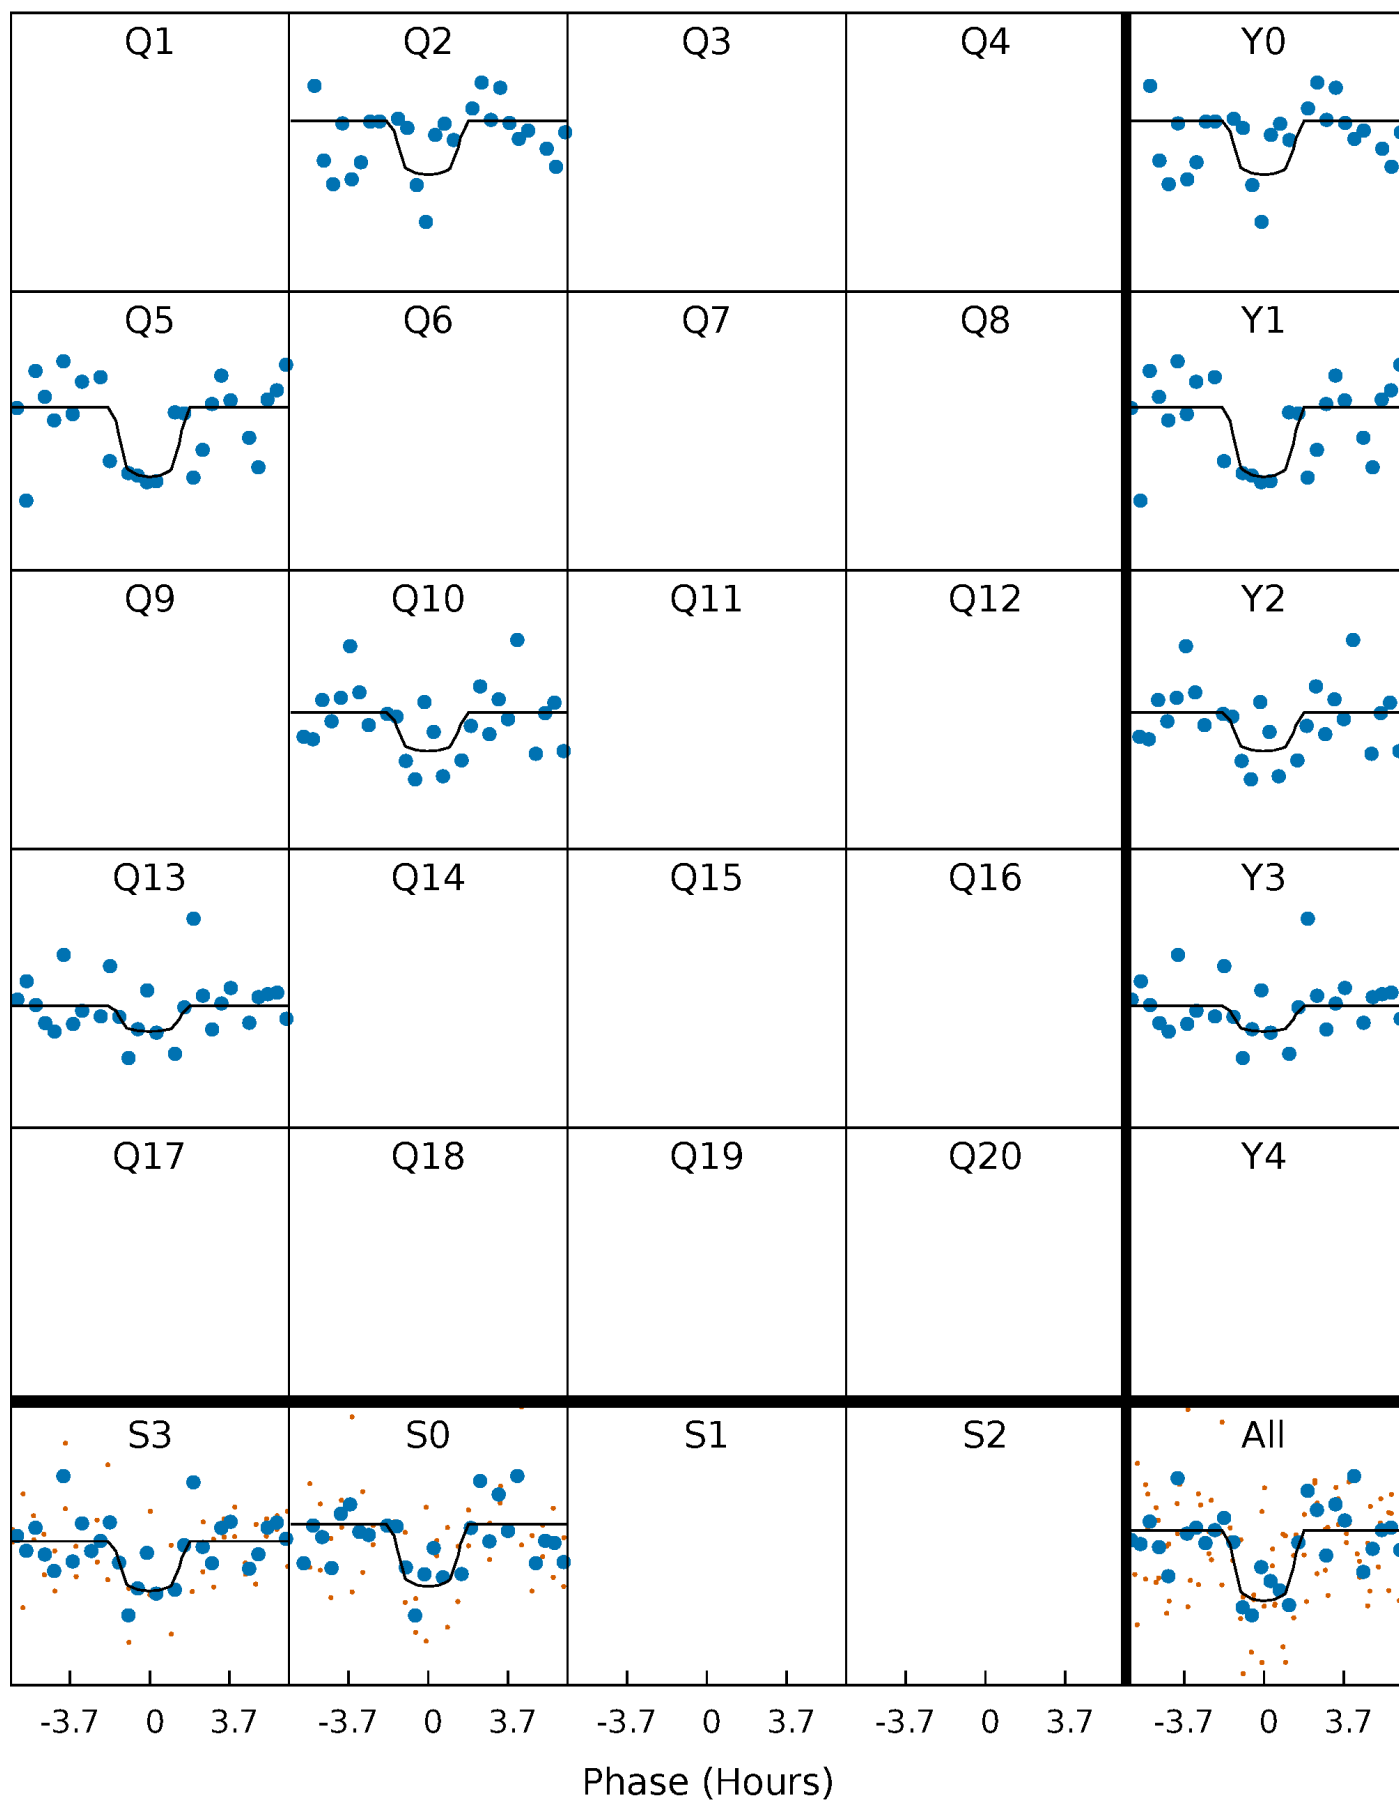 Q1 Q2 Q3 Q4 Y0
Q5 Q6 Q7 Q8 Y1
Q9 Q10 Q11 Q12 Y2
Q13 Q14 Q15 Q16 Y3
Q17 Q18 Q19 Q20 Y4
S3 S0 S1 S2 All
-3.7 0 3.7 -3.7 0 3.7 -3.7 0 3.7 -3.7 0 3.7 -3.7 0 3.7
Phase (Hours)